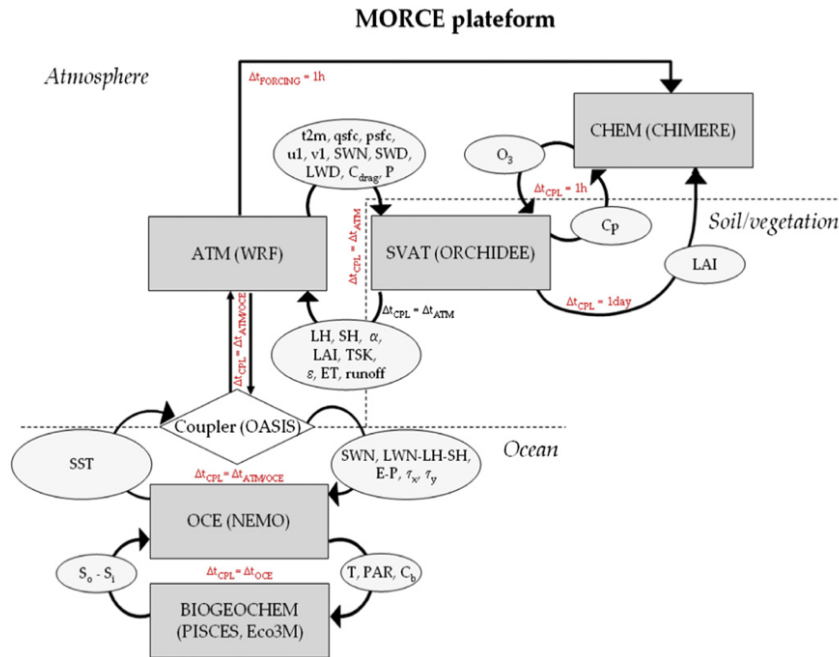 MORCE plateform
Atmosphere
Δt_FORCING = 1h
CHEM (CHIMERE)
t2m, qsfc, psfc,
u1, v1, SWN, SWD,
LWD, C_drag, P
O₃
Δt_CPL = 1h
Cp
Soil/vegetation
ATM (WRF)
Δt_CPL = Δt_ATM
SVAT (ORCHIDEE)
LAI
Δt_CPL = 1day
Δt_CPL = Δt_ATM
Δt_CPL = Δt_ATM/OCE
LH, SH, α,
LAI, TSK,
ε, ET, runoff
Coupler (OASIS)
Ocean
SST
SWN, LWN-LH-SH,
E-P, τ_x, τ_y
Δt_CPL = Δt_ATM/OCE
OCE (NEMO)
S_o - S_i
Δt_CPL = Δt_OCE
T, PAR, C_b
BIOGEOCHEM
(PISCES, Eco3M)